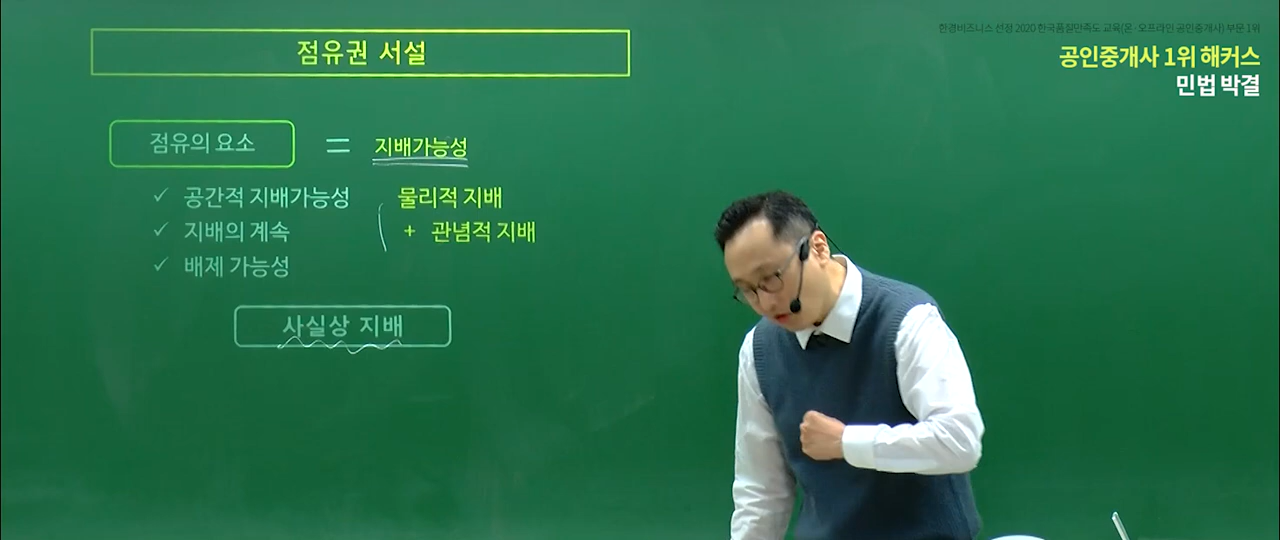 한경비즈니스 선정 2020 한국품질만족도 교육(온·오프라인 공인중개사) 부문 1위
공인중개사 1위 해커스
민법 박결
점유권 서설
점유의 요소 = 지배가능성
✓ 공간적 지배가능성 물리적 지배
✓ 지배의 계속 + 관념적 지배
✓ 배제 가능성
사실상 지배